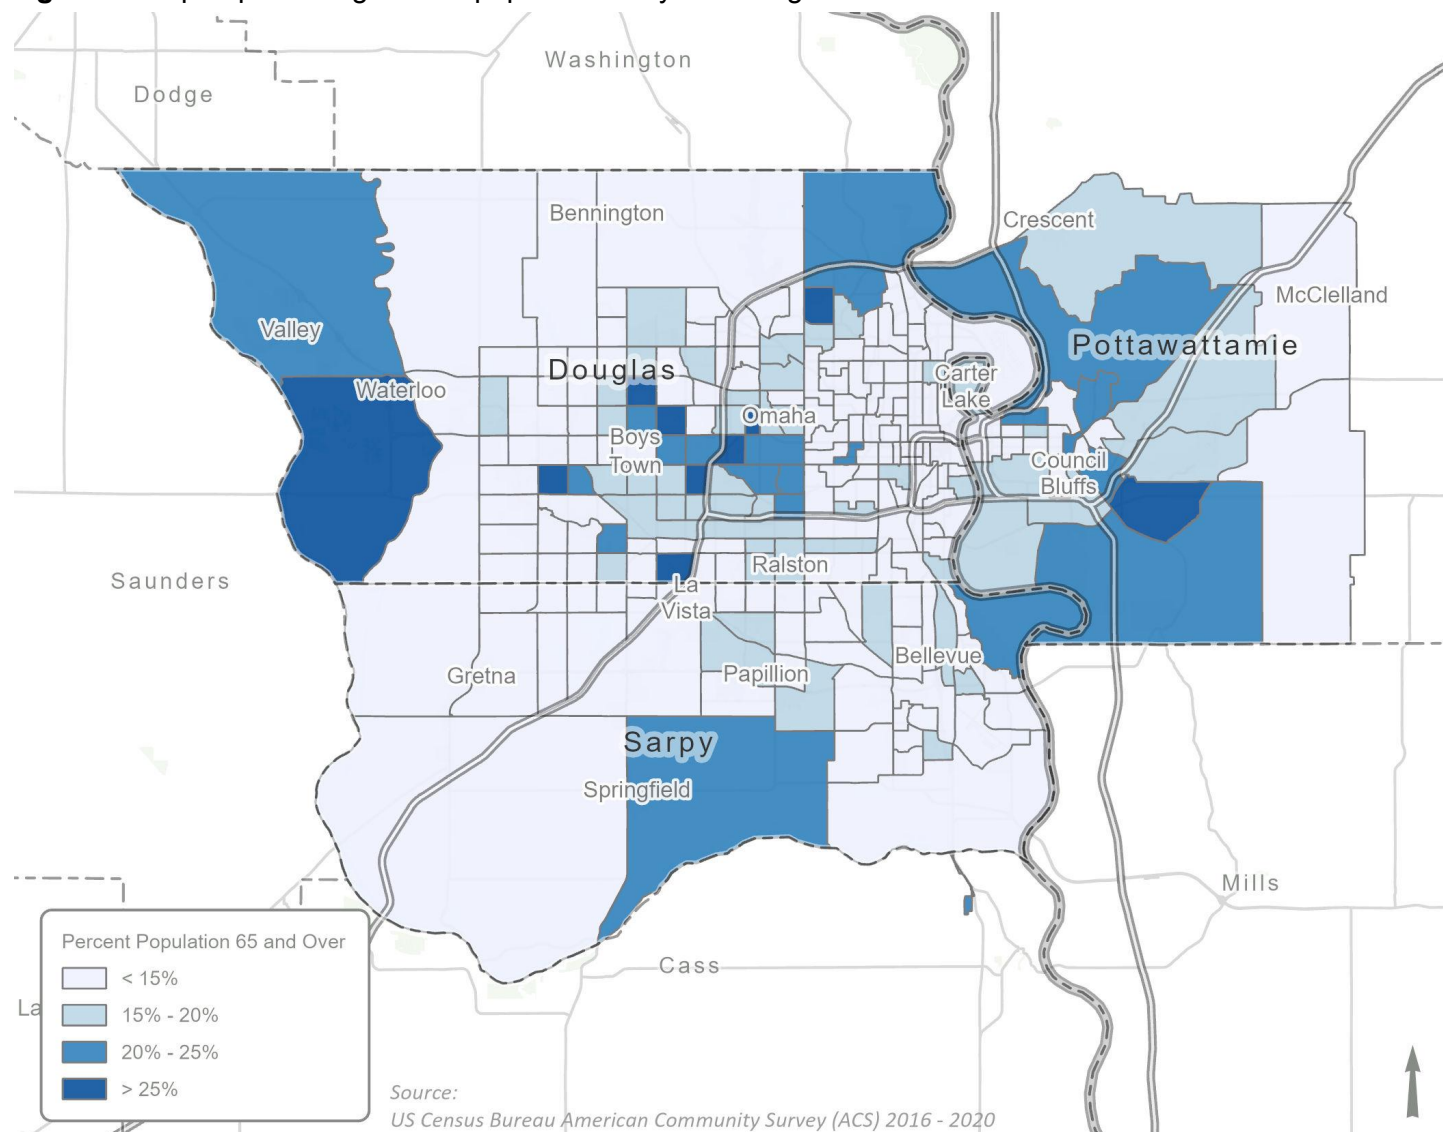 Washington
Dodge
Bennington
Crescent
McClelland
Valley
Pottawattamie
Douglas
Waterloo
Carter
Lake
Omaha
Boys
Town
Council
Bluffs
Saunders
Ralston
La
Vista
Gretna
Papillion
Bellevue
Sarpy
Springfield
Mills
Cass
La
Percent Population 65 and Over
< 15%
15% - 20%
20% - 25%
> 25%
Source:
US Census Bureau American Community Survey (ACS) 2016 - 2020